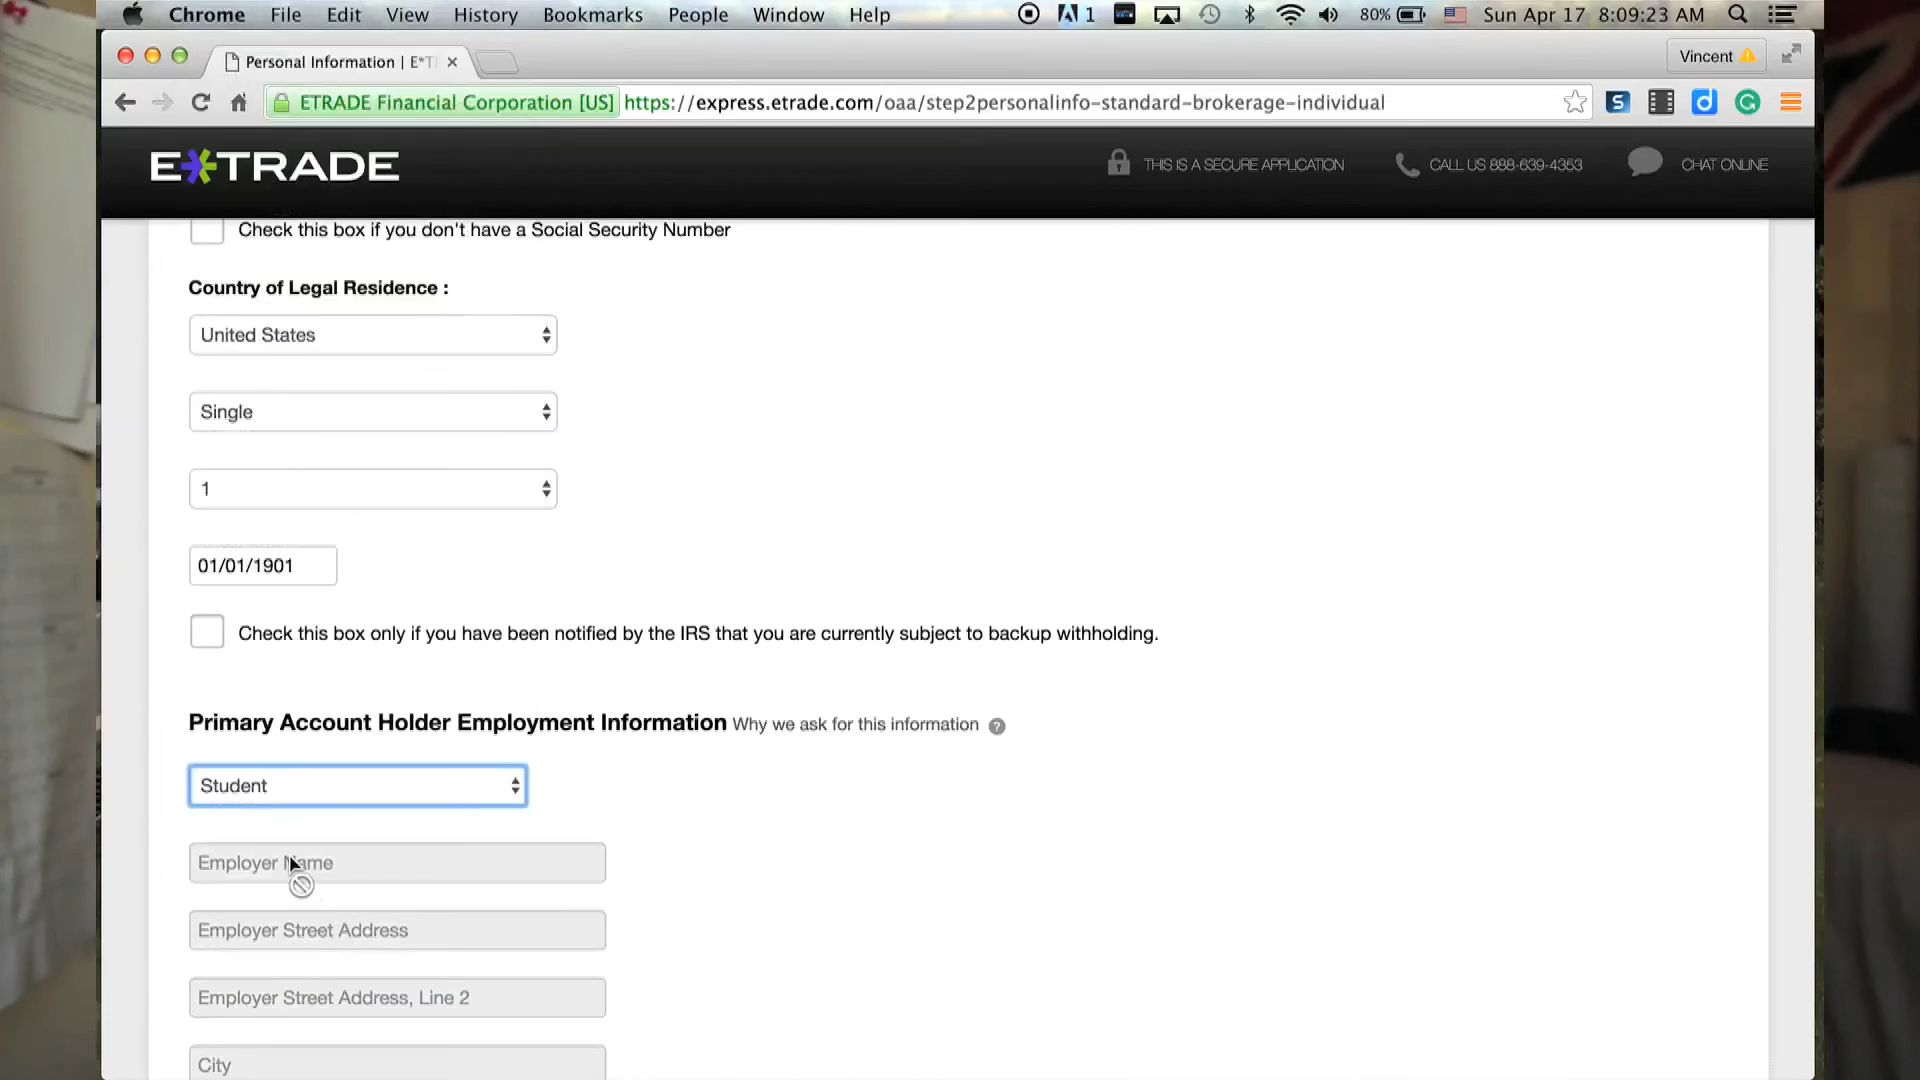 Chrome File Edit View History Bookmarks People Window Help 1 80% Sun Apr 17 8:09:23 AM
Personal Information | E*T Vincent
ETRADE Financial Corporation [US] https://express.etrade.com/oaa/step2personalinfo-standard-brokerage-individual
E*TRADE THIS IS A SECURE APPLICATION CALL US 888-639-4353 CHAT ONLINE
Check this box if you don't have a Social Security Number
Country of Legal Residence :
United States
Single
1
01/01/1901
Check this box only if you have been notified by the IRS that you are currently subject to backup withholding.
Primary Account Holder Employment Information Why we ask for this information ?
Student
Employer Name
Employer Street Address
Employer Street Address, Line 2
City